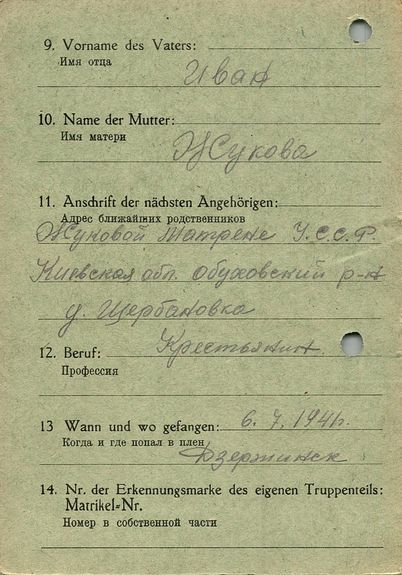 9. Vorname des Vaters:
Имя отца
Иван
10. Name der Mutter:
Имя матери
Жукова
11. Anschrift der nächsten Angehörigen:
Адрес ближайших родственников
Жуковой Матрене У.С.С.Р.
Киевская обл. Обуховский р-н
д. Щербановка
12. Beruf:
Крестьянин
Профессия
13 Wann und wo gefangen: 6. 7. 1941г.
Когда и где попал в плен
Дзержинск
14. Nr. der Erkennungsmarke des eigenen Truppenteils:
Matrikel-Nr.
Номер в собственной части